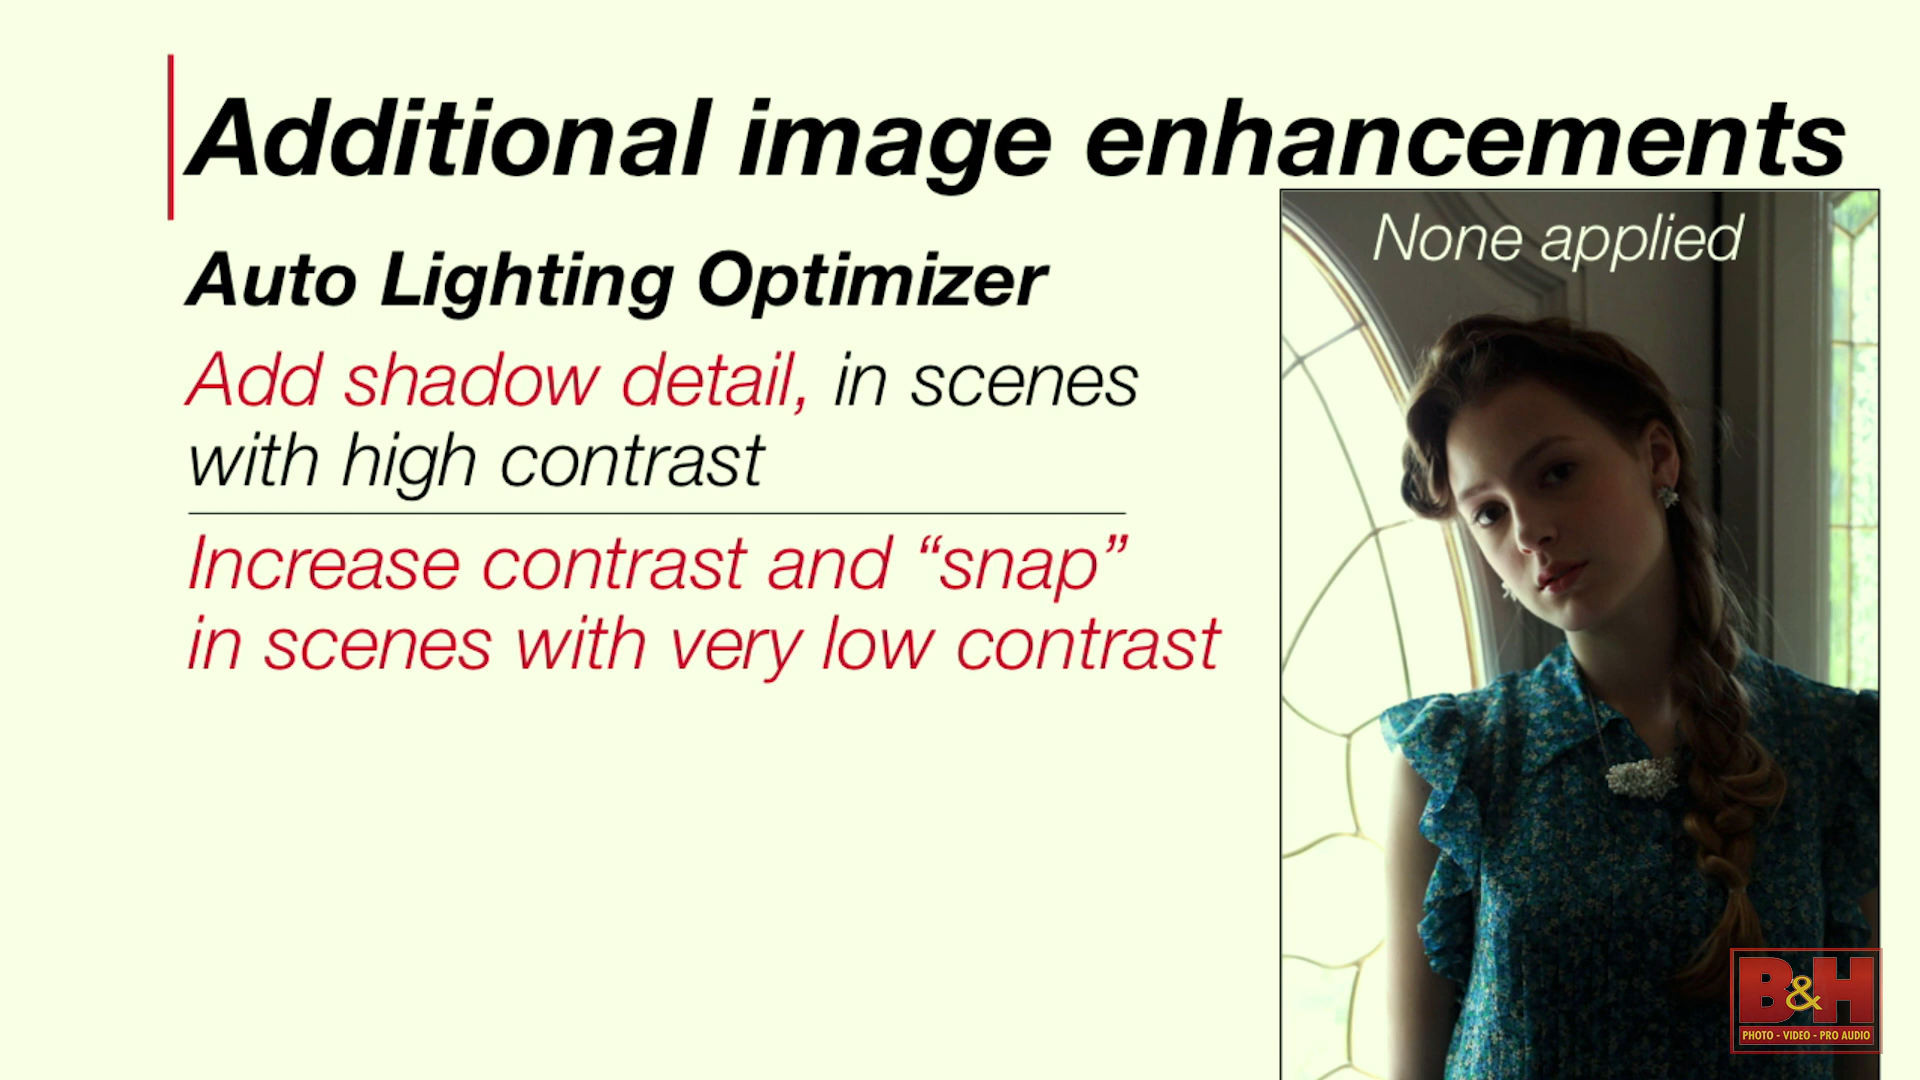 Additional image enhancements
Auto Lighting Optimizer
Add shadow detail, in scenes
with high contrast
Increase contrast and “snap”
in scenes with very low contrast
None applied
B&H
PHOTO - VIDEO - PRO AUDIO